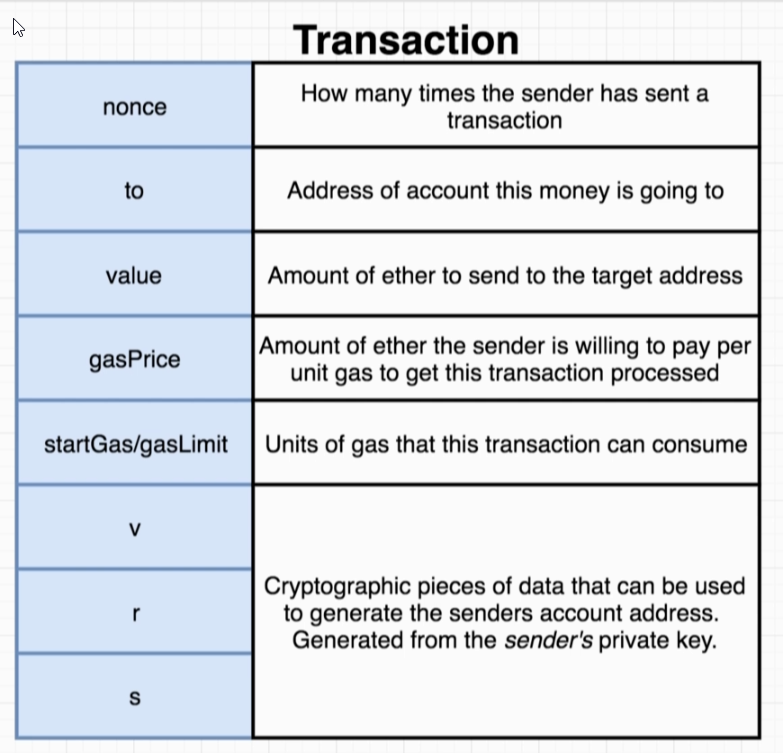 Transaction
nonce
How many times the sender has sent a
transaction
to
Address of account this money is going to
value
Amount of ether to send to the target address
gasPrice
Amount of ether the sender is willing to pay per
unit gas to get this transaction processed
startGas/gasLimit
Units of gas that this transaction can consume
v
r
s
Cryptographic pieces of data that can be used
to generate the senders account address.
Generated from the sender's private key.